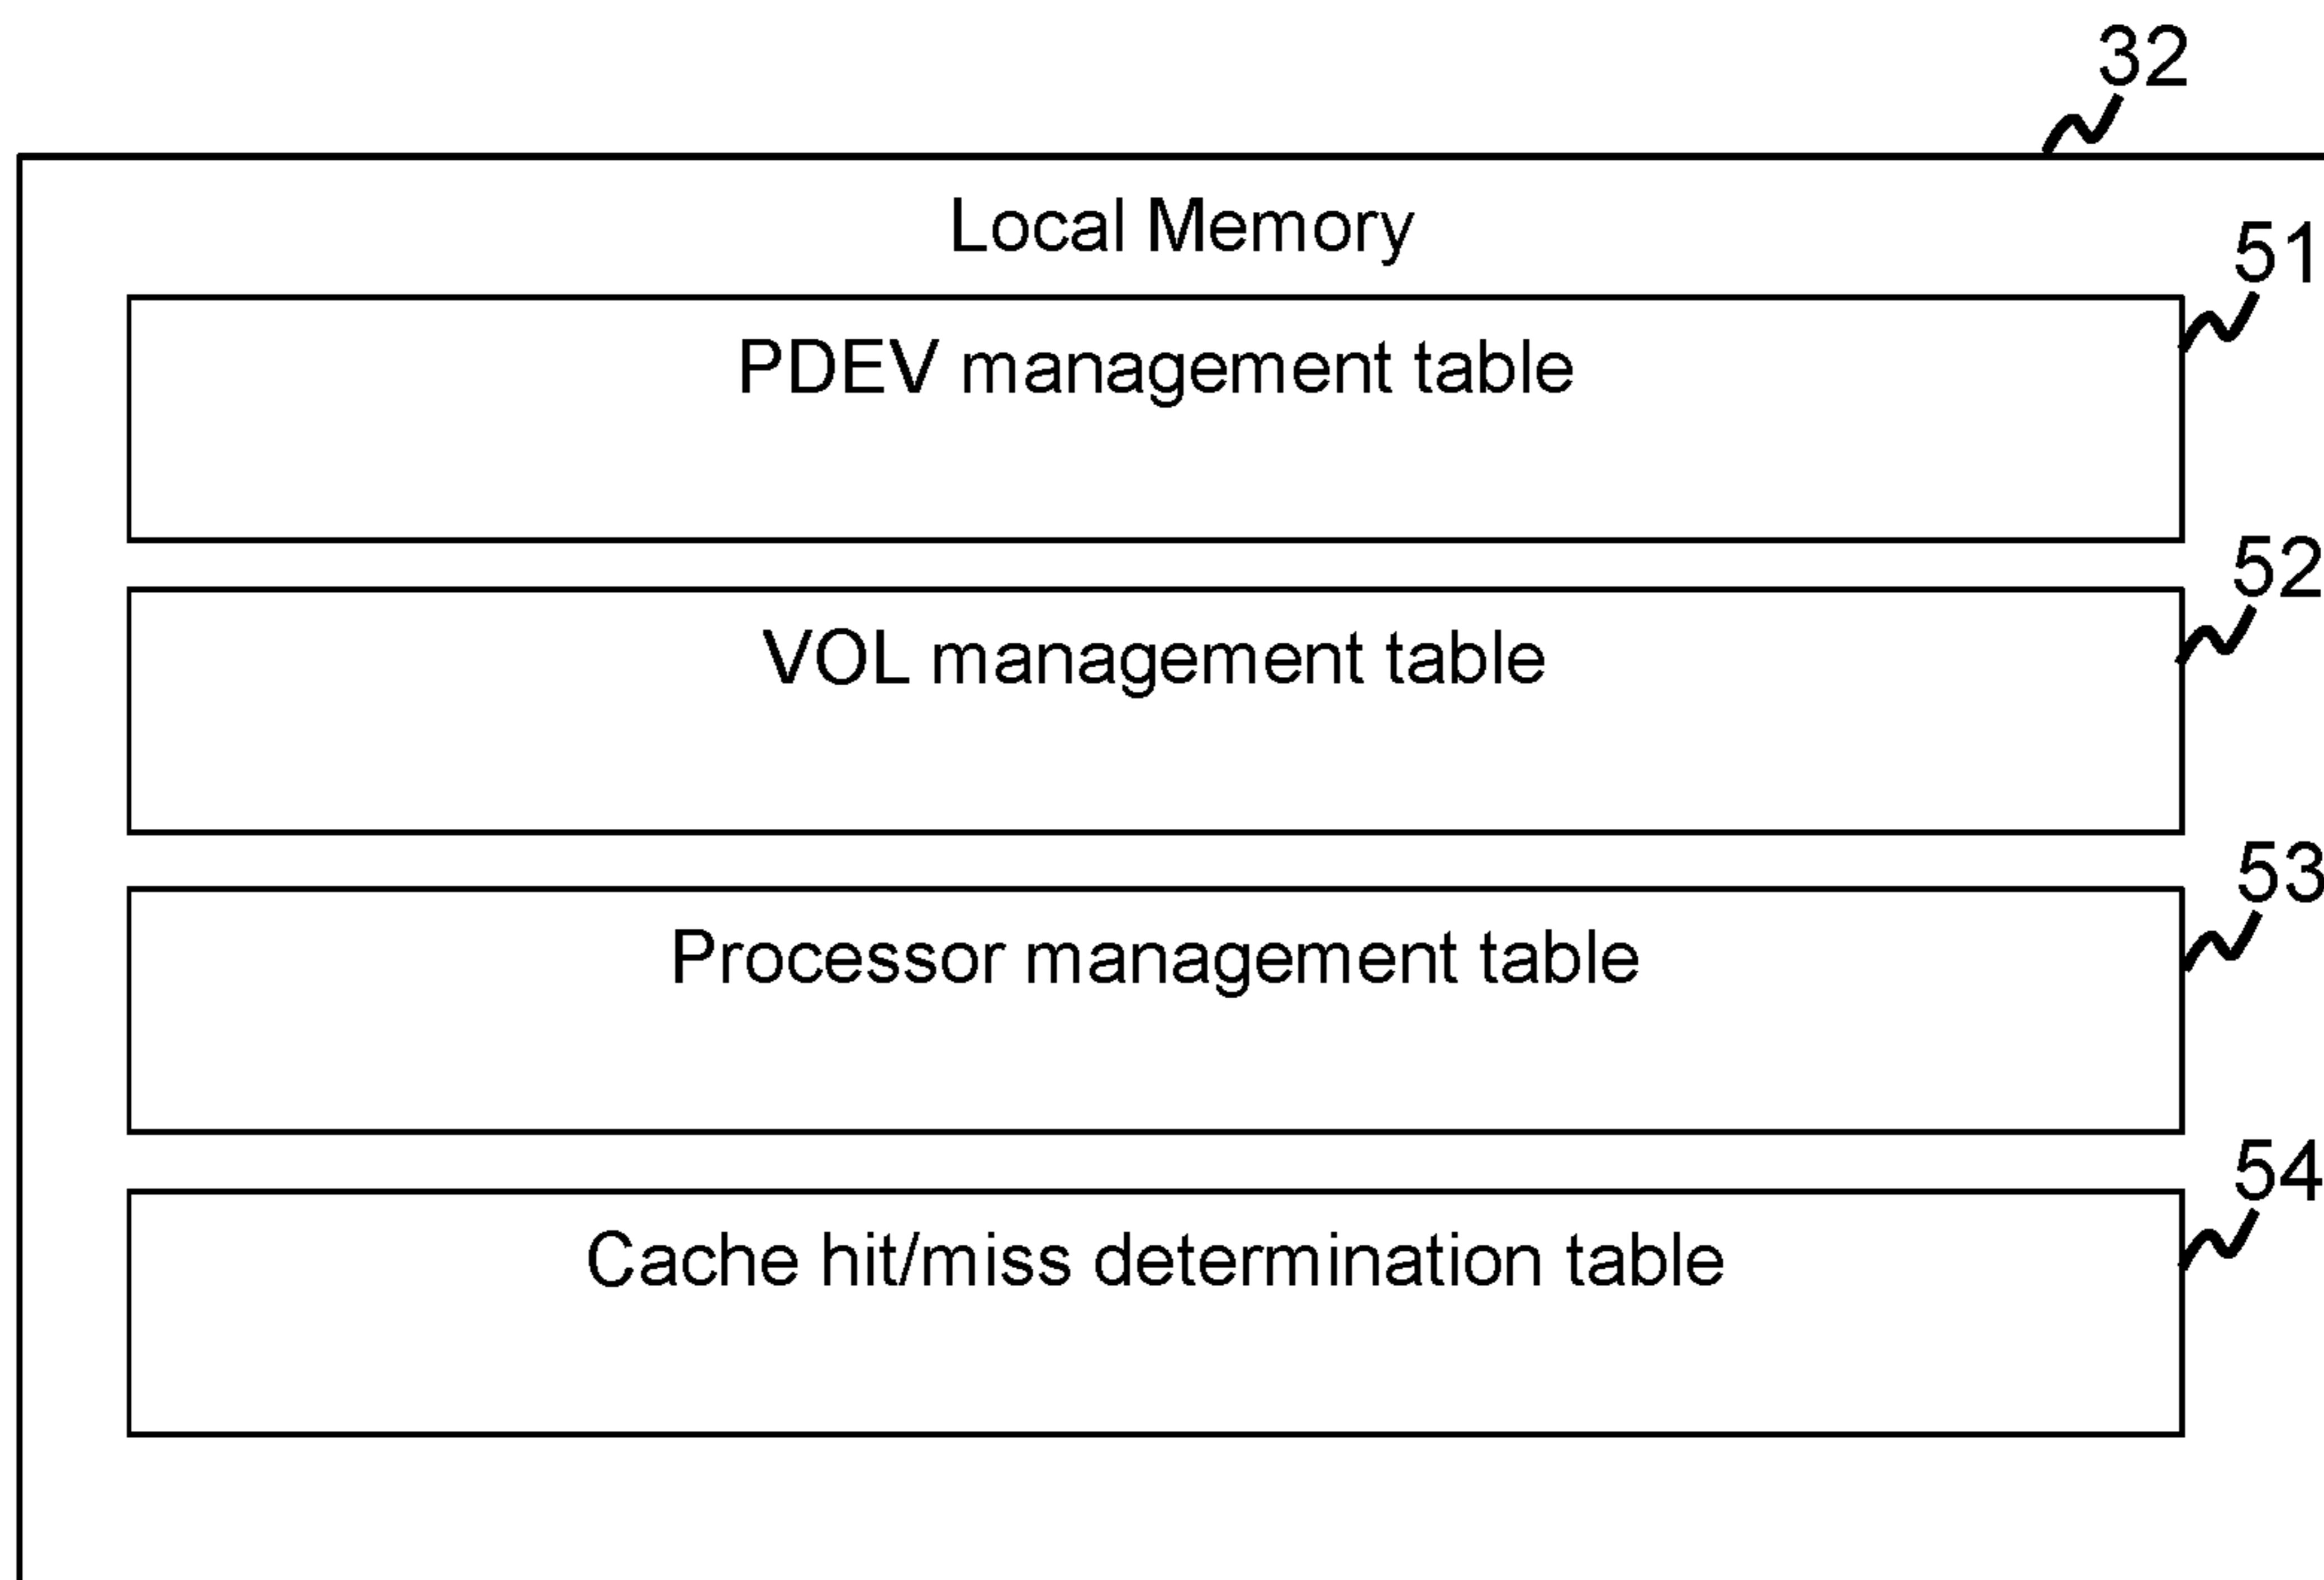 32
Local Memory
51
PDEV management table
52
VOL management table
53
Processor management table
54
Cache hit/miss determination table